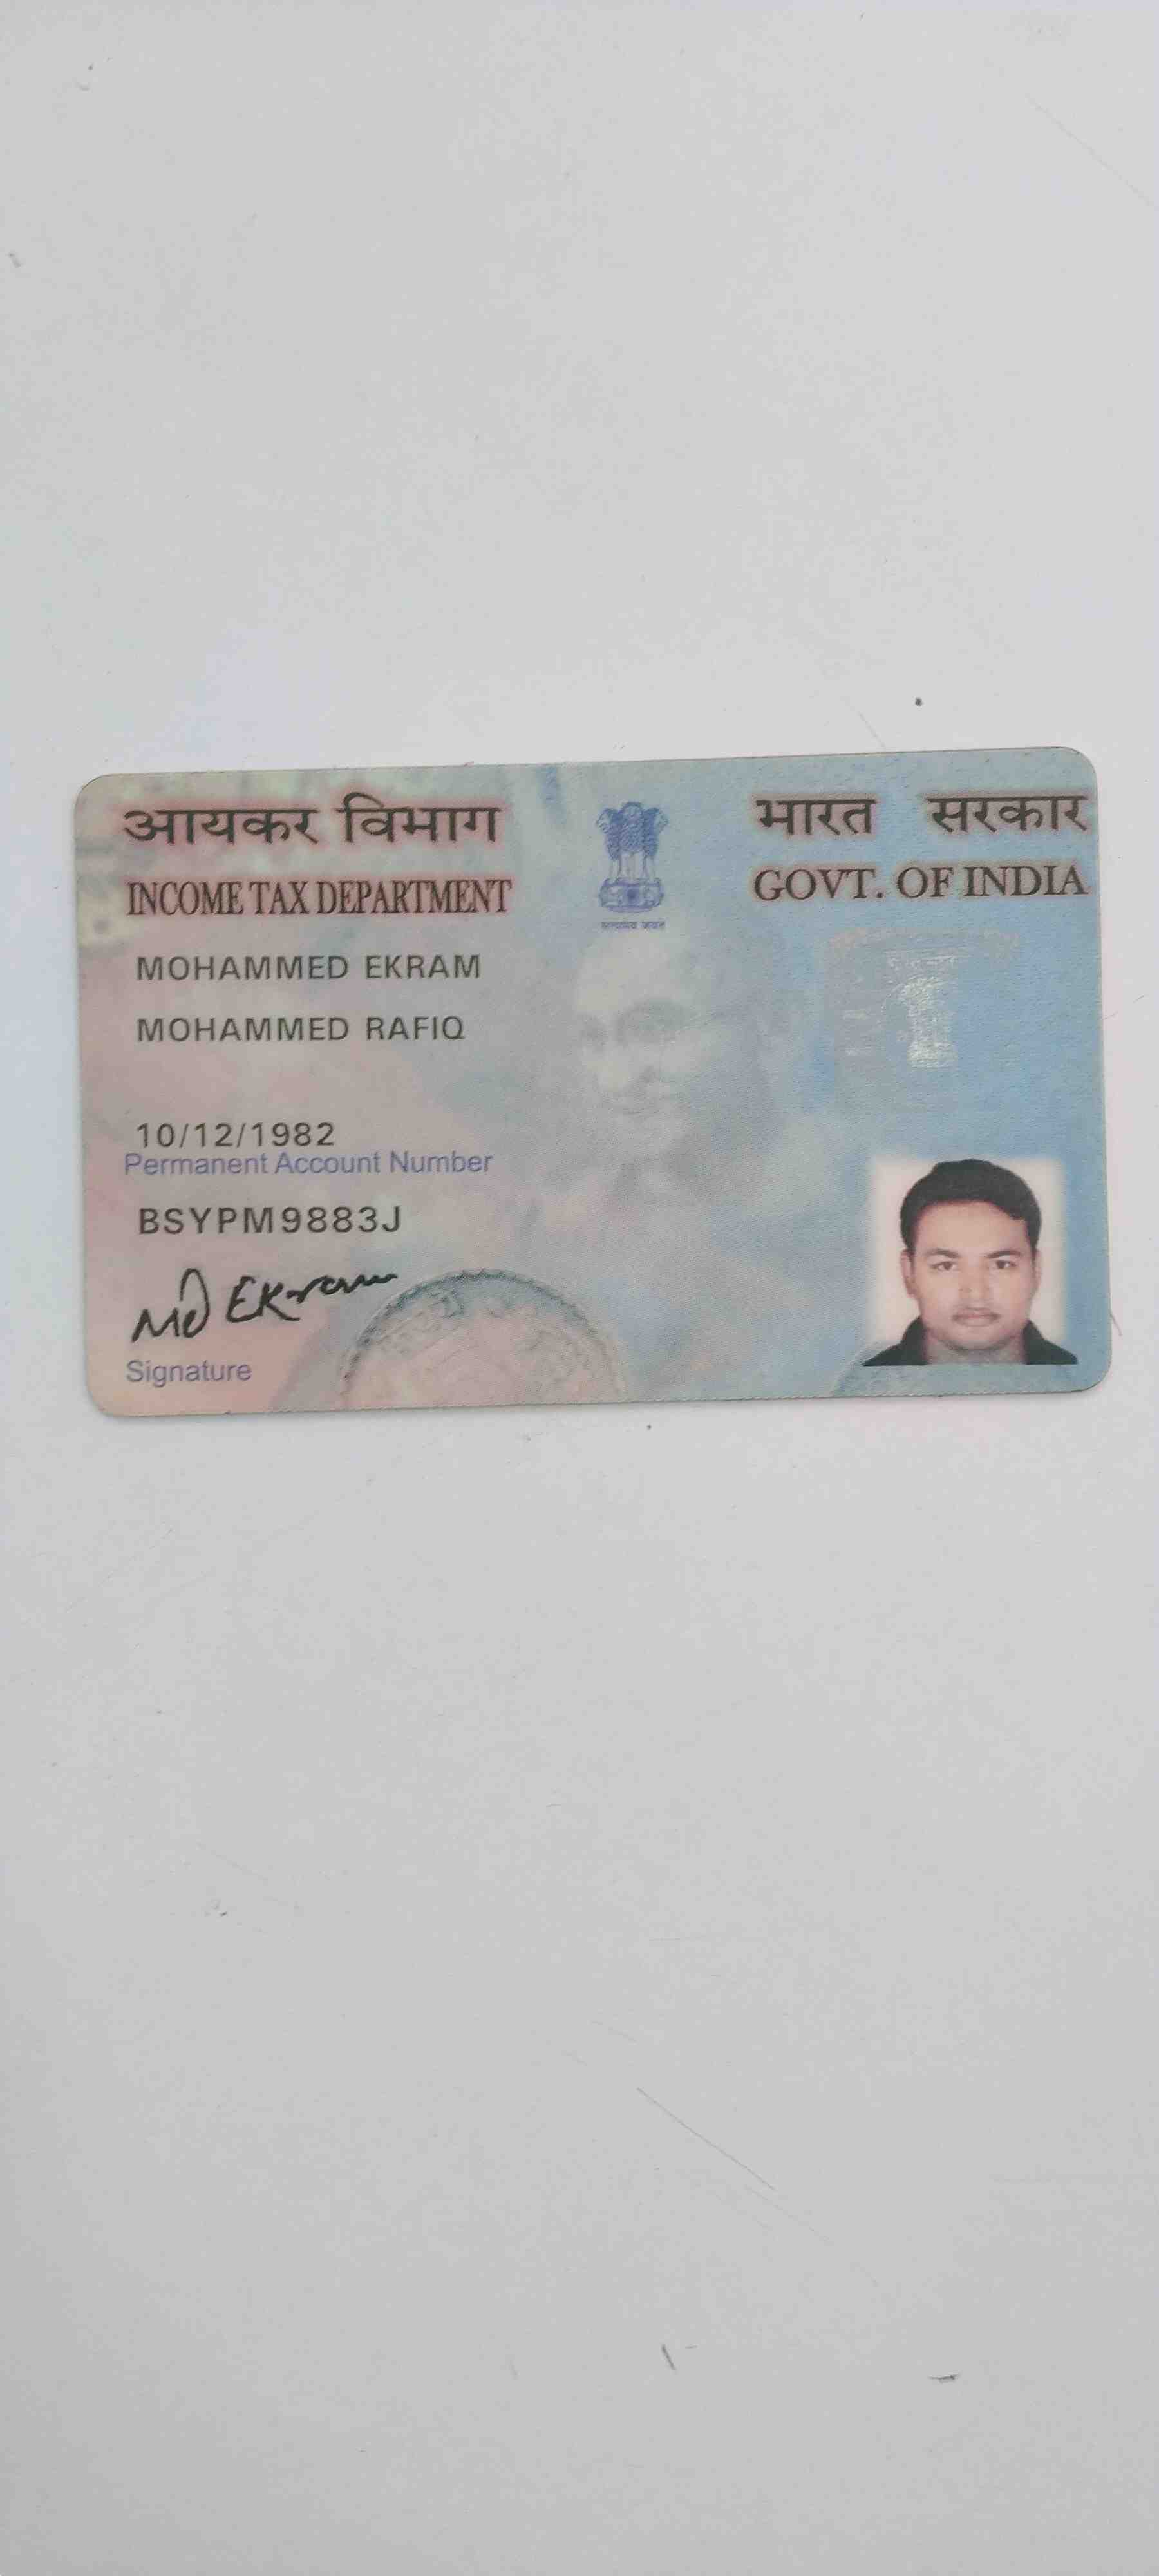 आयकर विभाग
INCOME TAX DEPARTMENT
सत्यमेव जयते
भारत सरकार
GOVT. OF INDIA
MOHAMMED EKRAM
MOHAMMED RAFIQ
10/12/1982
Permanent Account Number
BSYPM9883J
Md Ekram
Signature